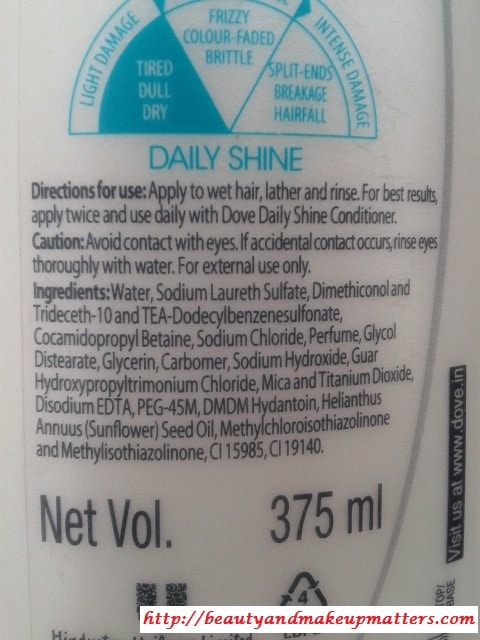 LIGHT DAMAGE
FRIZZY
COLOUR-FADED
BRITTLE
INTENSE DAMAGE
TIRED
DULL
DRY
SPLIT-ENDS
BREAKAGE
HAIRFALL
DAILY SHINE
Directions for use: Apply to wet hair, lather and rinse. For best results,
apply twice and use daily with Dove Daily Shine Conditioner.
Caution: Avoid contact with eyes. If accidental contact occurs, rinse eyes
thoroughly with water. For external use only.
Ingredients: Water, Sodium Laureth Sulfate, Dimethiconol and
Trideceth-10 and TEA-Dodecylbenzenesulfonate,
Cocamidopropyl Betaine, Sodium Chloride, Perfume, Glycol
Distearate, Glycerin, Carbomer, Sodium Hydroxide, Guar
Hydroxypropyltrimonium Chloride, Mica and Titanium Dioxide,
Disodium EDTA, PEG-45M, DMDM Hydantoin, Helianthus
Annuus (Sunflower) Seed Oil, Methylchloroisothiazolinone
and Methylisothiazolinone, CI 15985, CI 19140.
Net Vol. 375 ml
Visit us at www.dove.in
4
http://beautyandmakeupmatters.com